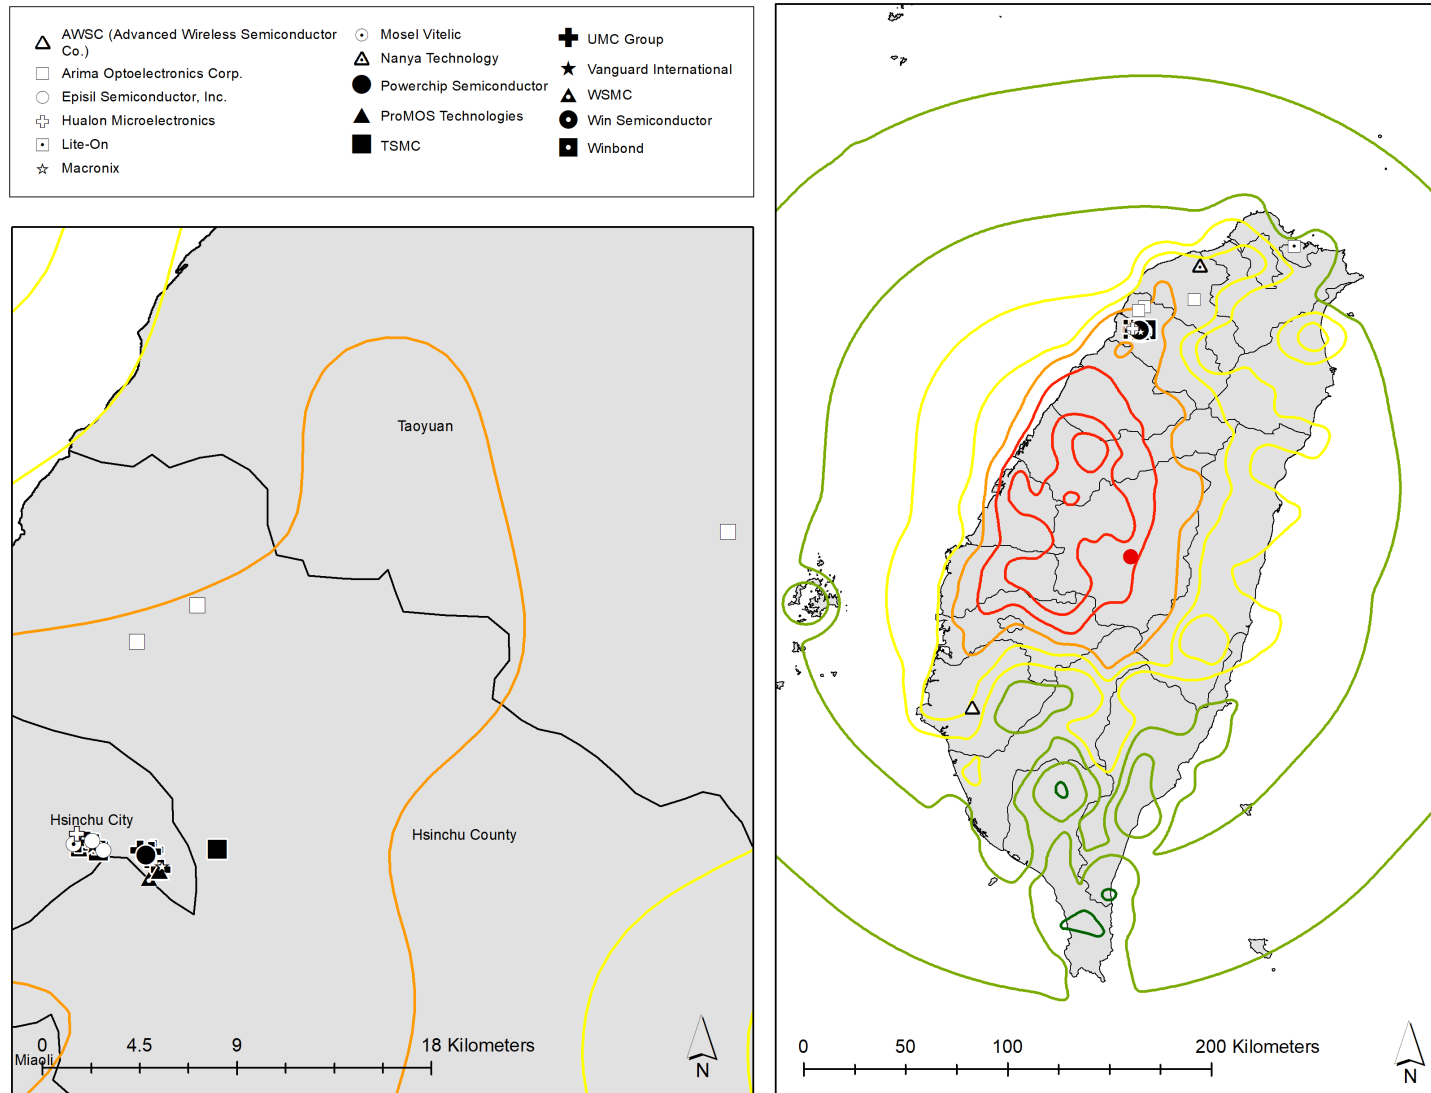 AWSC (Advanced Wireless Semiconductor
Co.)
Arima Optoelectronics Corp.
Episil Semiconductor, Inc.
Hualon Microelectronics
Lite-On
Macronix
Mosel Vitelic
Nanya Technology
Powerchip Semiconductor
ProMOS Technologies
TSMC
UMC Group
Vanguard International
WSMC
Win Semiconductor
Winbond
Taoyuan
Hsinchu City
Hsinchu County
Miaoli
0 4.5 9 18 Kilometers
N
0 50 100 200 Kilometers
N